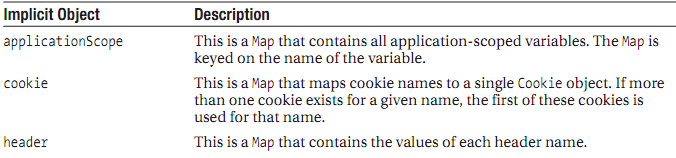 Implicit Object Description
applicationScope This is a Map that contains all application-scoped variables. The Map is
keyed on the name of the variable.
cookie This is a Map that maps cookie names to a single Cookie object. If more
than one cookie exists for a given name, the first of these cookies is
used for that name.
header This is a Map that contains the values of each header name.